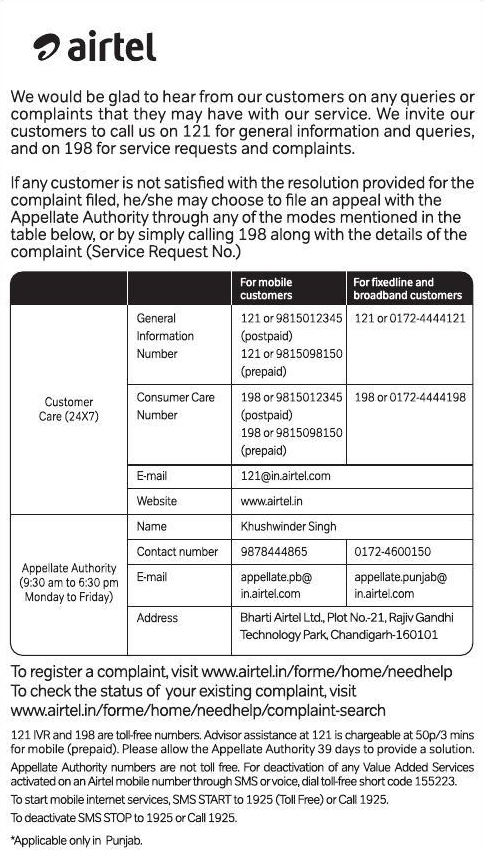 airtel
We would be glad to hear from our customers on any queries or
complaints that they may have with our service. We invite our
customers to call us on 121 for general information and queries,
and on 198 for service requests and complaints.
If any customer is not satisfied with the resolution provided for the
complaint filed, he/she may choose to file an appeal with the
Appellate Authority through any of the modes mentioned in the
table below, or by simply calling 198 along with the details of the
complaint (Service Request No.)
For mobile customers
For fixedline and broadband customers
Customer
Care (24X7)
General
Information
Number
121 or 9815012345
(postpaid)
121 or 9815098150
(prepaid)
121 or 0172-4444121
Consumer Care
Number
198 or 9815012345
(postpaid)
198 or 9815098150
(prepaid)
198 or 0172-4444198
E-mail
121@in.airtel.com
Website
www.airtel.in
Appellate Authority
(9:30 am to 6:30 pm
Monday to Friday)
Name
Khushwinder Singh
Contact number
9878444865
0172-4600150
E-mail
appellate.pb@
in.airtel.com
appellate.punjab@
in.airtel.com
Address
Bharti Airtel Ltd., Plot No.-21, Rajiv Gandhi
Technology Park, Chandigarh-160101
To register a complaint, visit www.airtel.in/forme/home/needhelp
To check the status of your existing complaint, visit
www.airtel.in/forme/home/needhelp/complaint-search
121 IVR and 198 are toll-free numbers. Advisor assistance at 121 is chargeable at 50p/3 mins
for mobile (prepaid). Please allow the Appellate Authority 39 days to provide a solution.
Appellate Authority numbers are not toll free. For deactivation of any Value Added Services
activated on an Airtel mobile number through SMS or voice, dial toll-free short code 155223.
To start mobile internet services, SMS START to 1925 (Toll Free) or Call 1925.
To deactivate SMS STOP to 1925 or Call 1925.
*Applicable only in Punjab.